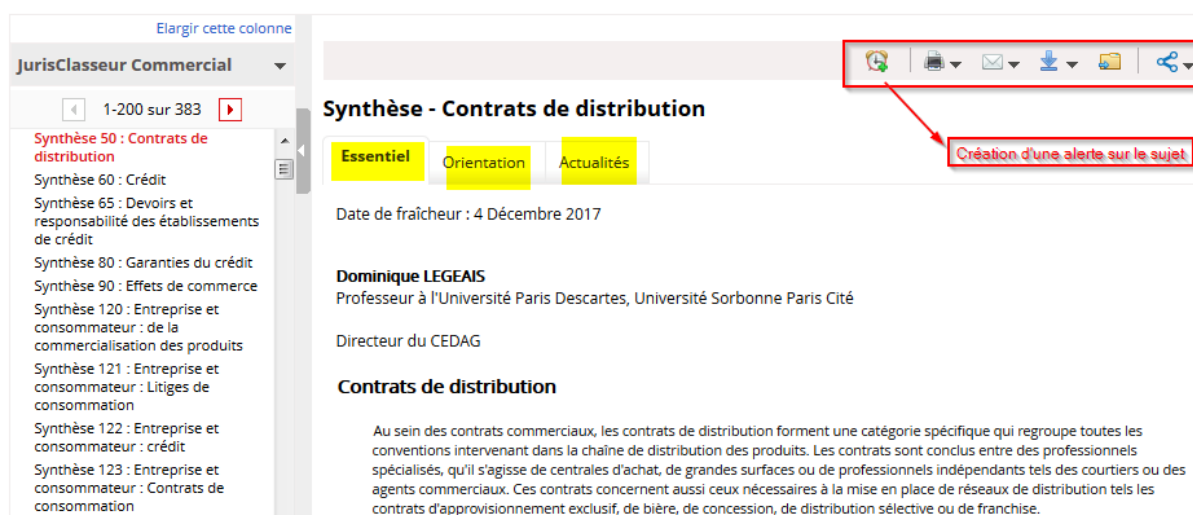 Elargir cette colonne
JurisClasseur Commercial
1-200 sur 383
Synthèse 50 : Contrats de
distribution
Synthèse 60 : Crédit
Synthèse 65 : Devoirs et
responsabilité des établissements
de crédit
Synthèse 80 : Garanties du crédit
Synthèse 90 : Effets de commerce
Synthèse 120 : Entreprise et
consommateur : de la
commercialisation des produits
Synthèse 121 : Entreprise et
consommateur : Litiges de
consommation
Synthèse 122 : Entreprise et
consommateur : crédit
Synthèse 123 : Entreprise et
consommateur : Contrats de
consommation
Synthèse - Contrats de distribution
Création d'une alerte sur le sujet
Essentiel Orientation Actualités
Date de fraîcheur : 4 Décembre 2017
Dominique LEGEAIS
Professeur à l'Université Paris Descartes, Université Sorbonne Paris Cité
Directeur du CEDAG
Contrats de distribution
Au sein des contrats commerciaux, les contrats de distribution forment une catégorie spécifique qui regroupe toutes les
conventions intervenant dans la chaîne de distribution des produits. Les contrats sont conclus entre des professionnels
spécialisés, qu'il s'agisse de centrales d'achat, de grandes surfaces ou de professionnels indépendants tels des courtiers ou des
agents commerciaux. Ces contrats concernent aussi ceux nécessaires à la mise en place de réseaux de distribution tels les
contrats d'approvisionnement exclusif, de bière, de concession, de distribution sélective ou de franchise.